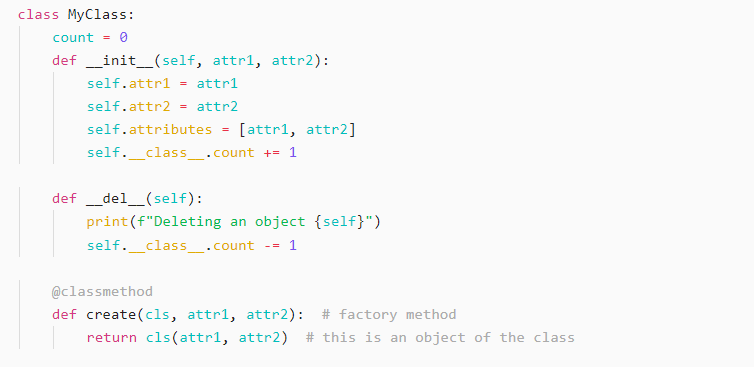 class MyClass:
    count = 0
    def __init__(self, attr1, attr2):
        self.attr1 = attr1
        self.attr2 = attr2
        self.attributes = [attr1, attr2]
        self.__class__.count += 1

    def __del__(self):
        print(f"Deleting an object {self}")
        self.__class__.count -= 1

    @classmethod
    def create(cls, attr1, attr2):  # factory method
        return cls(attr1, attr2)  # this is an object of the class